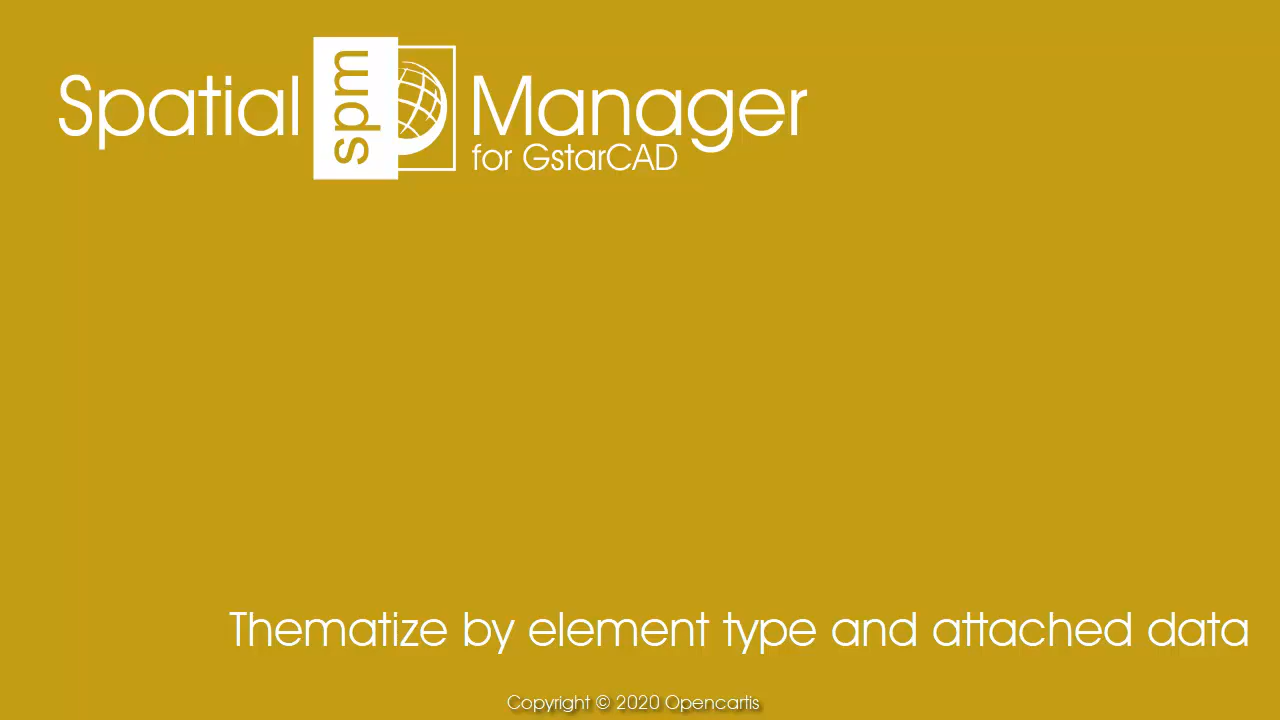 Spatial spm Manager
for GstarCAD
Thematize by element type and attached data
Copyright © 2020 Opencartis